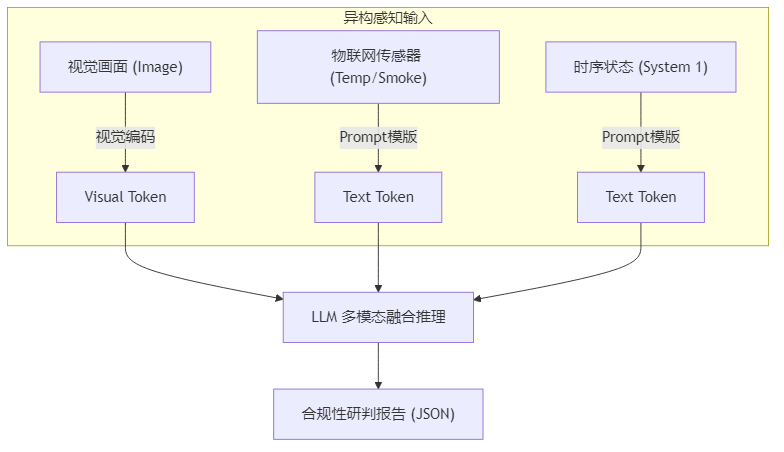 异构感知输入
视觉画面 (Image)
物联网传感器
(Temp/Smoke)
时序状态 (System 1)
视觉编码
Prompt模版
Prompt模版
Visual Token
Text Token
Text Token
LLM 多模态融合推理
合规性研判报告 (JSON)